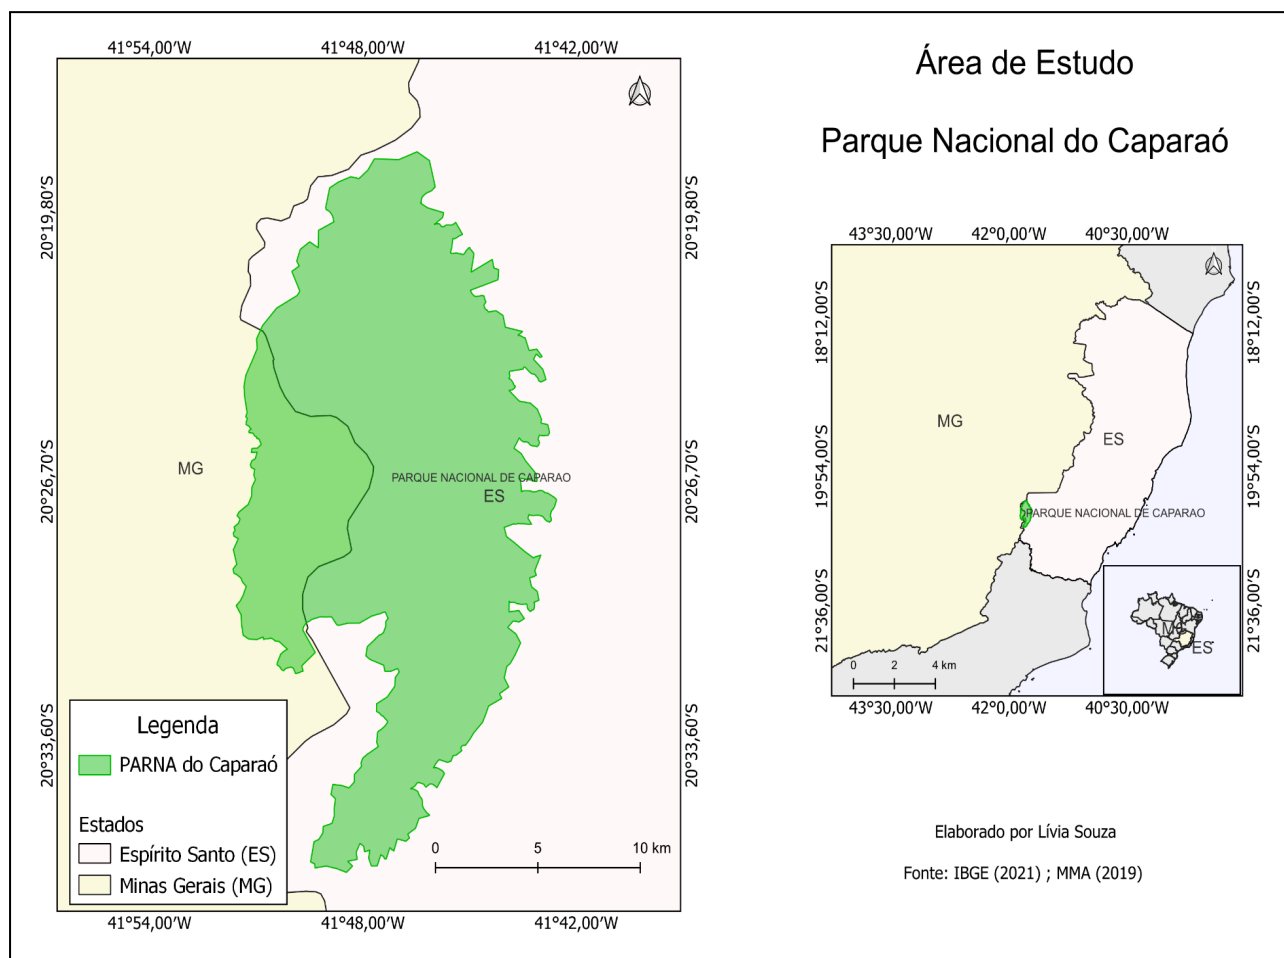 Área de Estudo
Parque Nacional do Caparaó
41°54,00′W 41°48,00′W 41°42,00′W
20°19,80′S
20°19,80′S
20°26,70′S
20°26,70′S
20°33,60′S
20°33,60′S
MG
PARQUE NACIONAL DE CAPARAO
ES
Legenda
PARNA do Caparaó
Estados
Espírito Santo (ES)
Minas Gerais (MG)
0 5 10 km
41°54,00′W 41°48,00′W 41°42,00′W
43°30,00′W 42°0,00′W 40°30,00′W
18°12,00′S
18°12,00′S
MG
ES
19°54,00′S
19°54,00′S
PARQUE NACIONAL DE CAPARAO
21°36,00′S
21°36,00′S
ES
0 2 4 km
43°30,00′W 42°0,00′W 40°30,00′W
Elaborado por Lívia Souza
Fonte: IBGE (2021) ; MMA (2019)